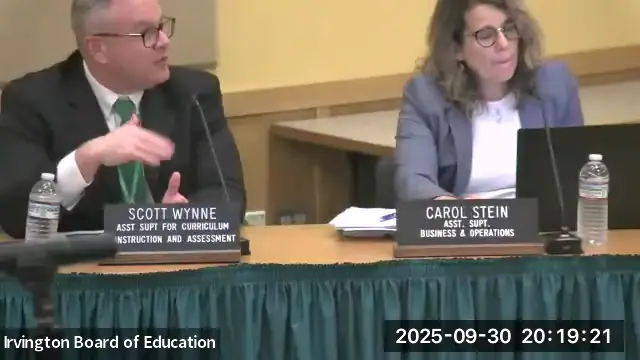 SCOTT WYNNE
ASST SUPT FOR CURRICULUM
INSTRUCTION AND ASSESSMENT
CAROL STEIN
ASST. SUPT.
BUSINESS & OPERATIONS
Irvington Board of Education
2025-09-30 20:19:21